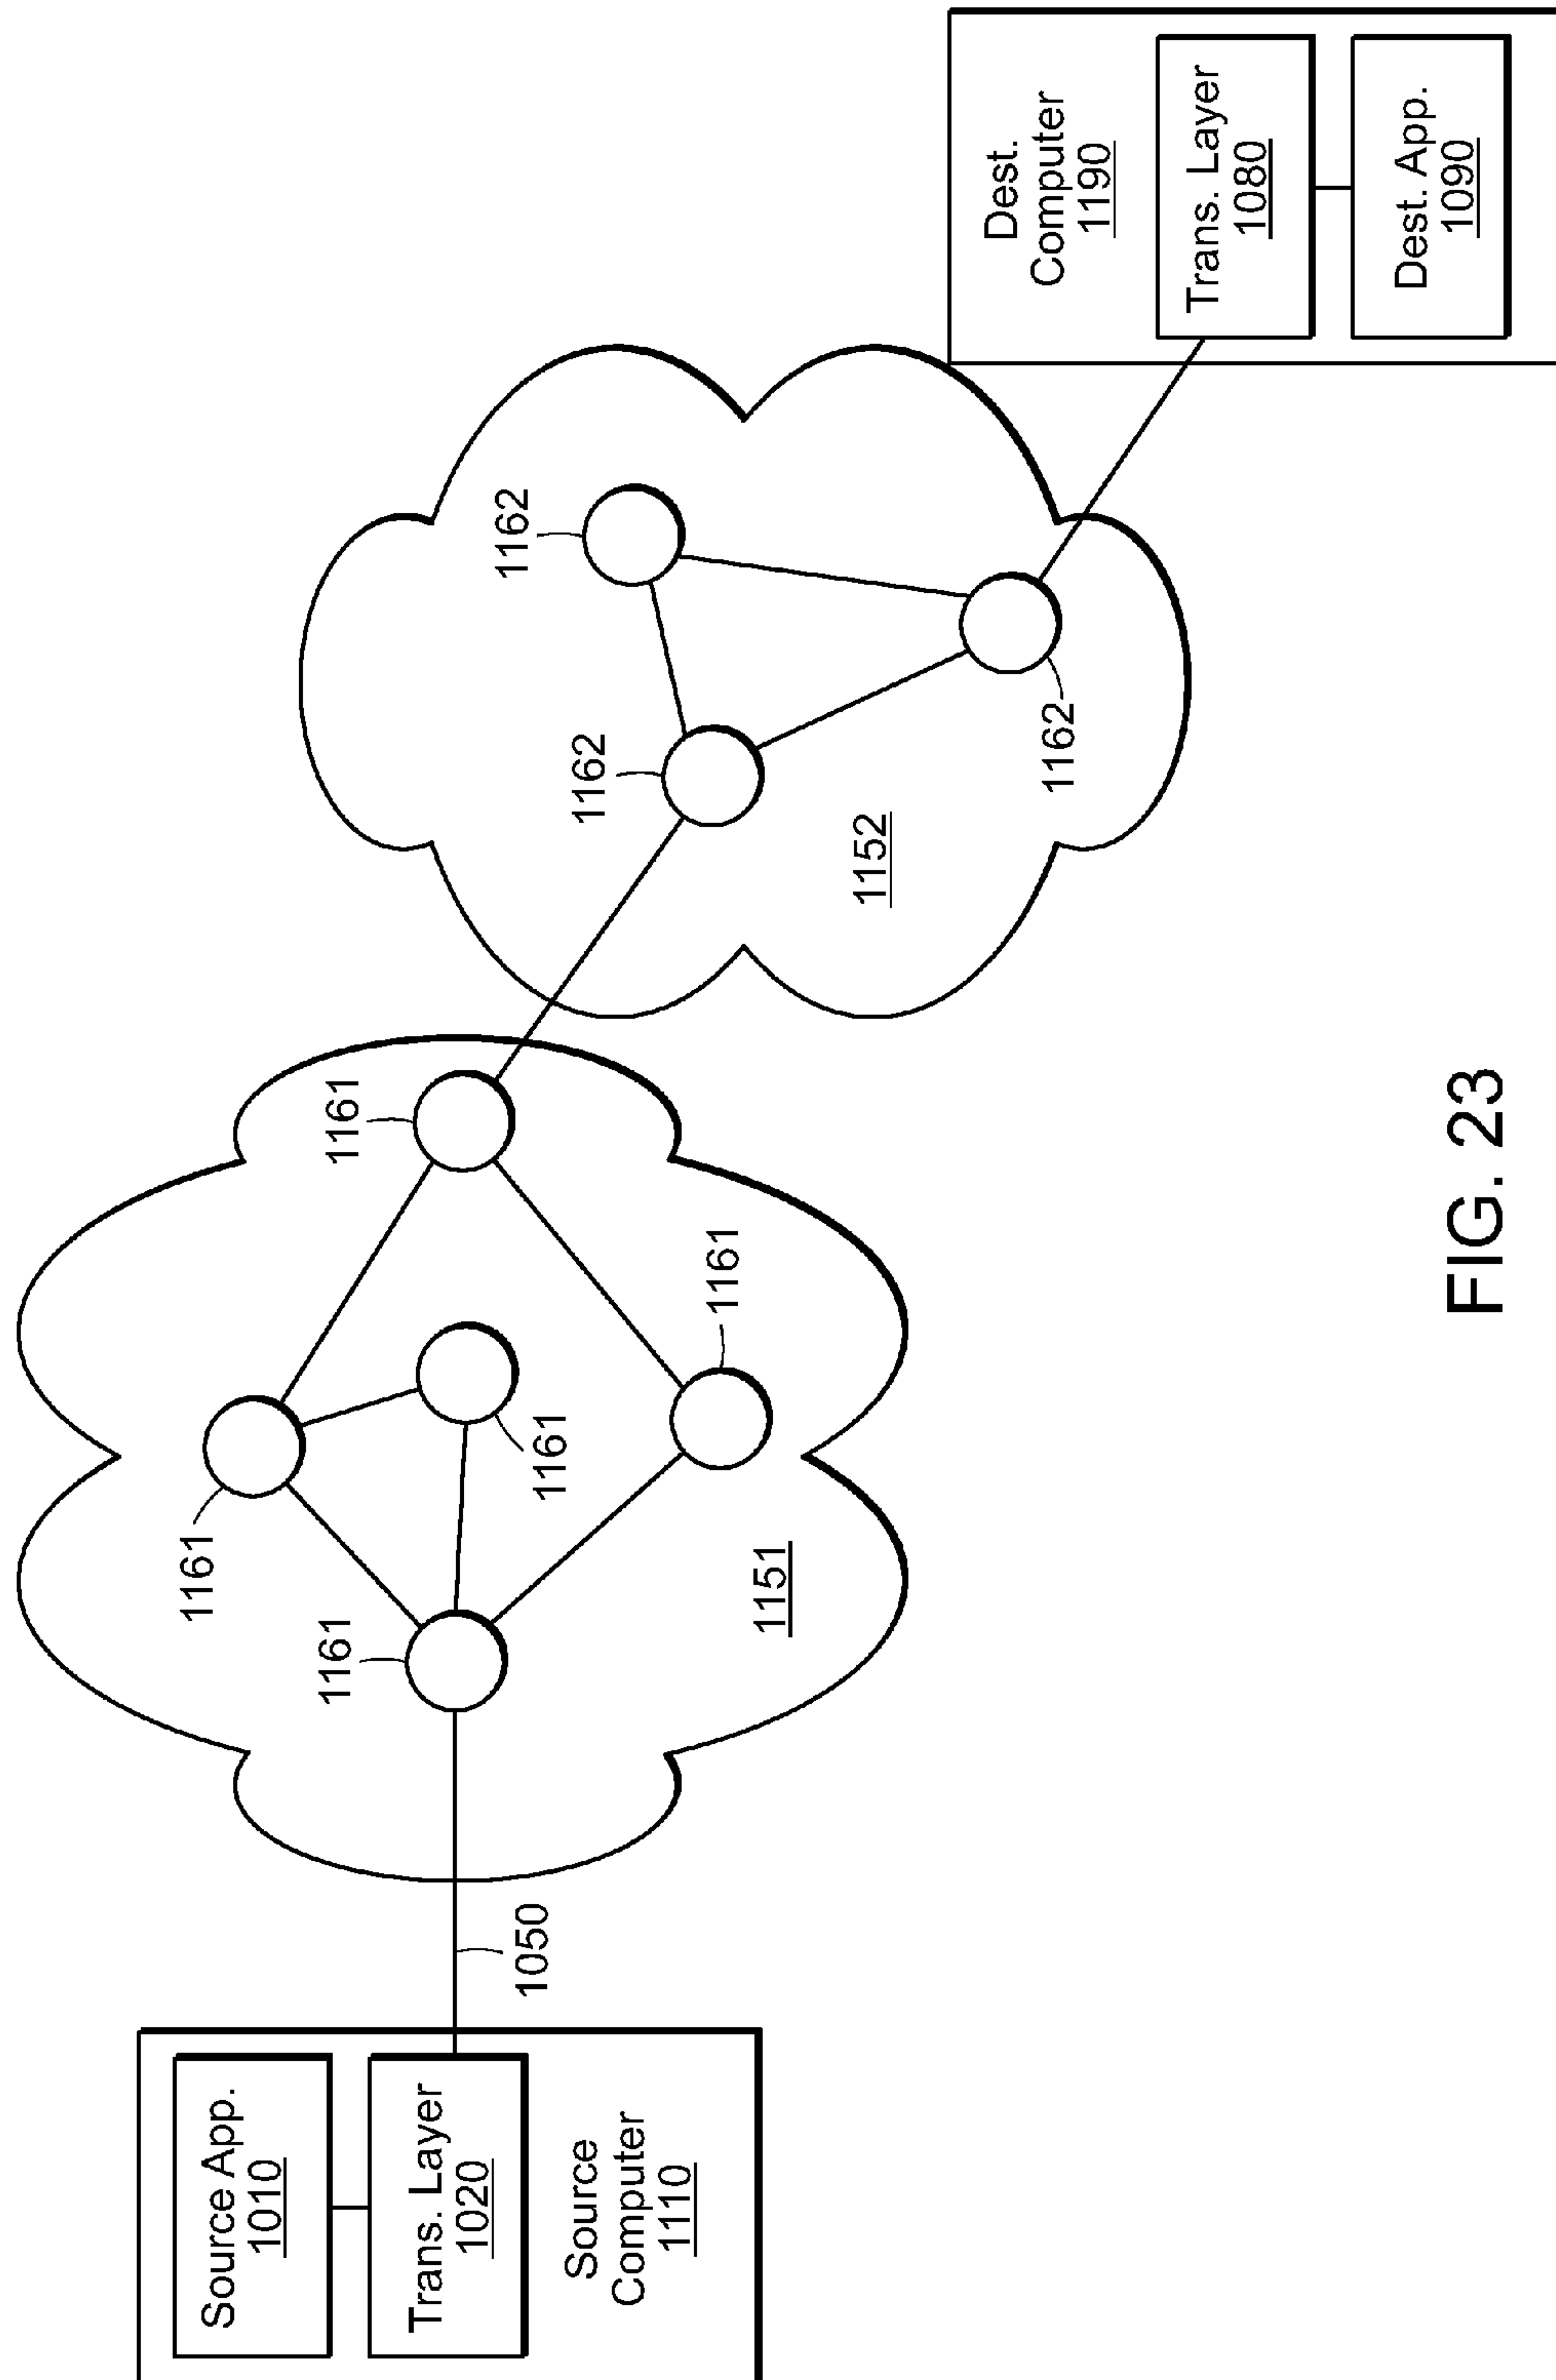 Source App.
1010
Trans. Layer
1020
Source
Computer
1110
1050
1161
1161
1161
1161
1161
1151
1162
1162
1162
1152
Dest.
Computer
1190
Trans. Layer
1080
Dest. App.
1090
FIG. 23